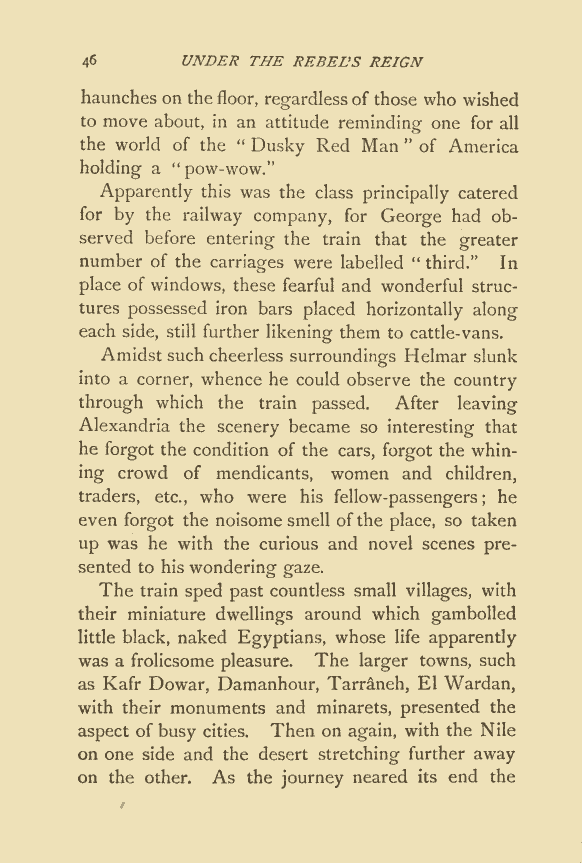 46 UNDER THE REBEL'S REIGN
haunches on the floor, regardless of those who wished
to move about, in an attitude reminding one for all
the world of the "Dusky Red Man" of America
holding a "pow-wow."
Apparently this was the class principally catered
for by the railway company, for George had ob-
served before entering the train that the greater
number of the carriages were labelled "third." In
place of windows, these fearful and wonderful struc-
tures possessed iron bars placed horizontally along
each side, still further likening them to cattle-vans.
Amidst such cheerless surroundings Helmar slunk
into a corner, whence he could observe the country
through which the train passed. After leaving
Alexandria the scenery became so interesting that
he forgot the condition of the cars, forgot the whin-
ing crowd of mendicants, women and children,
traders, etc., who were his fellow-passengers; he
even forgot the noisome smell of the place, so taken
up was he with the curious and novel scenes pre-
sented to his wondering gaze.
The train sped past countless small villages, with
their miniature dwellings around which gambolled
little black, naked Egyptians, whose life apparently
was a frolicsome pleasure. The larger towns, such
as Kafr Dowar, Damanhour, Tarrâneh, El Wardan,
with their monuments and minarets, presented the
aspect of busy cities. Then on again, with the Nile
on one side and the desert stretching further away
on the other. As the journey neared its end the